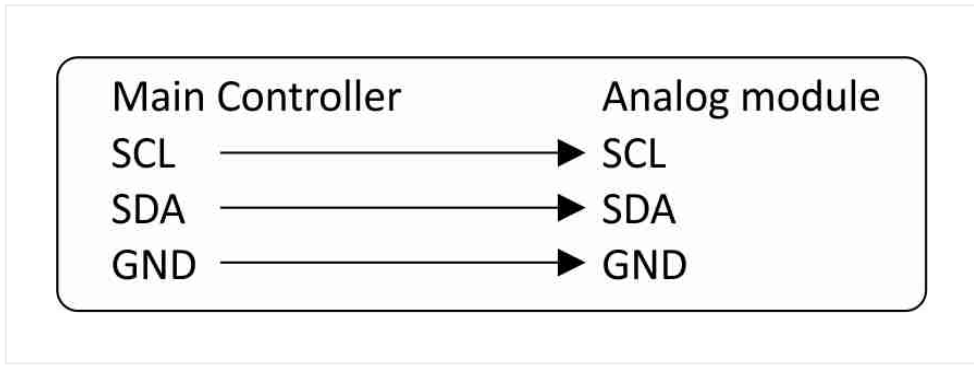 Main Controller Analog module
SCL SCL
SDA SDA
GND GND